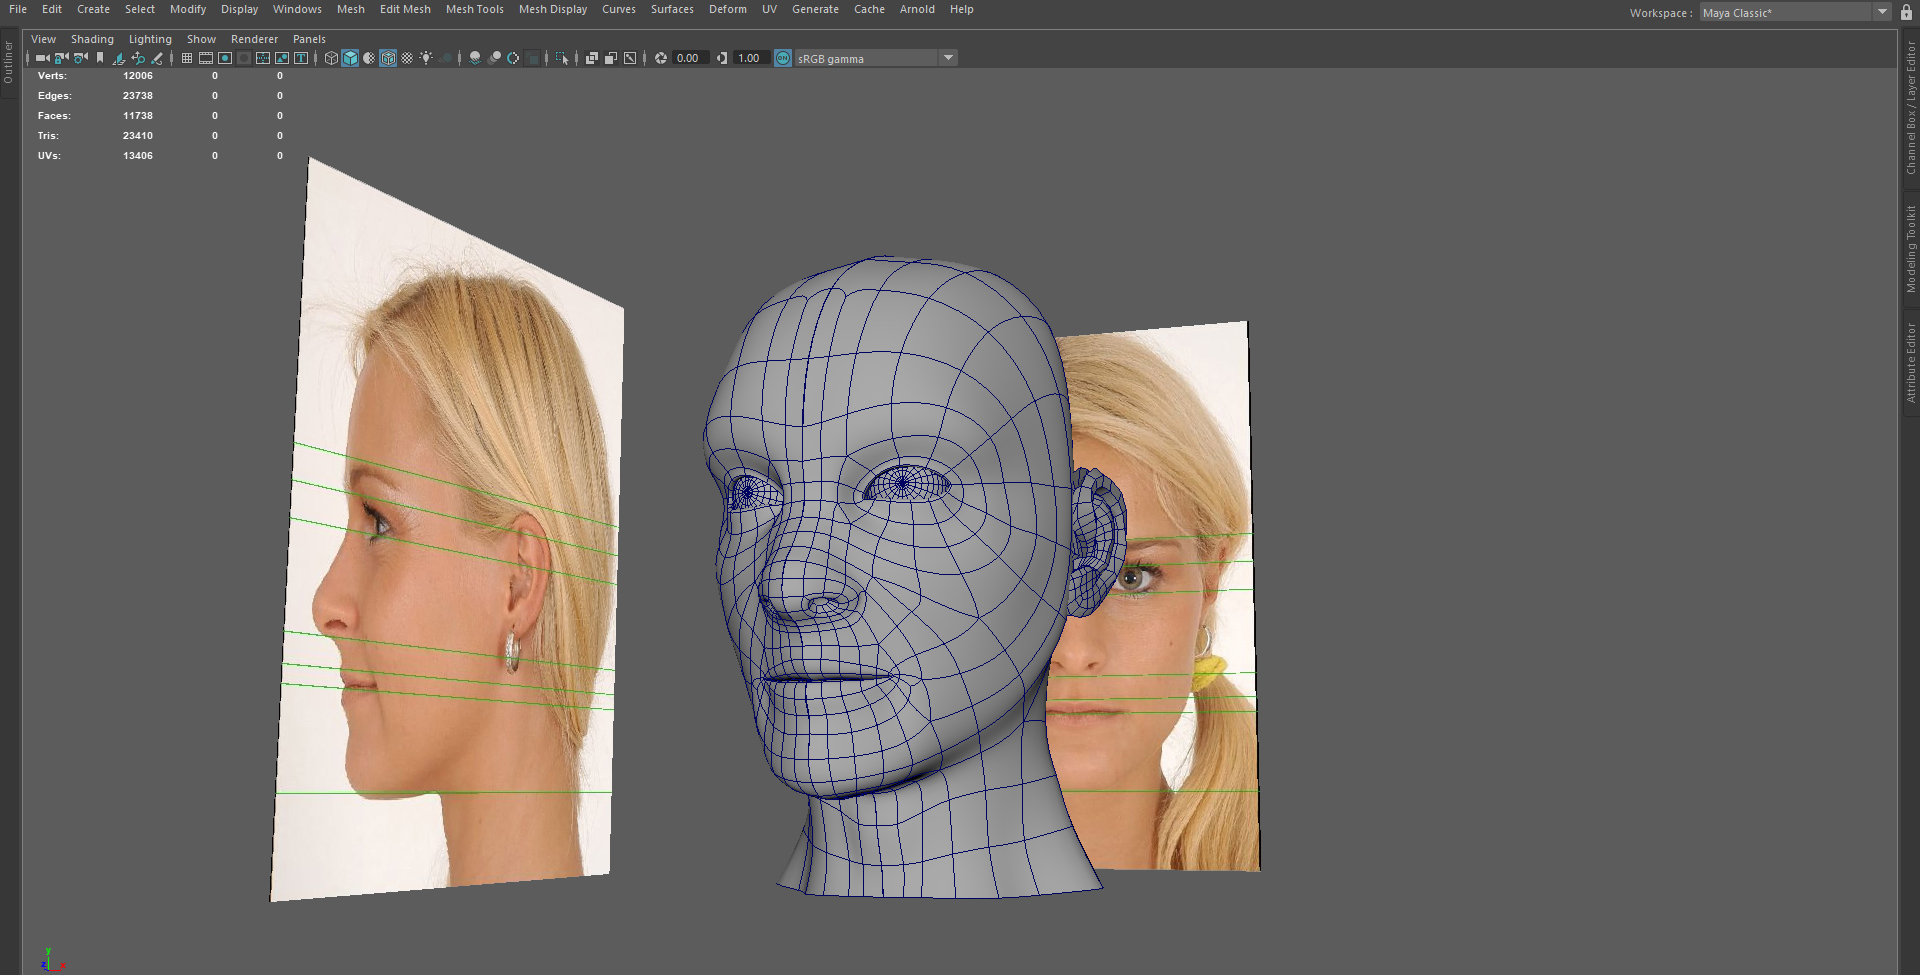 File Edit Create Select Modify Display Windows Mesh Edit Mesh Mesh Tools Mesh Display Curves Surfaces Deform UV Generate Cache Arnold Help
Workspace : Maya Classic*
View Shading Lighting Show Renderer Panels
0.00 1.00 ON sRGB gamma
Verts: 12006 0 0
Edges: 23738 0 0
Faces: 11738 0 0
Tris: 23410 0 0
UVs: 13406 0 0
Outliner
Channel Box / Layer Editor
Modeling Toolkit
Attribute Editor
y
z x